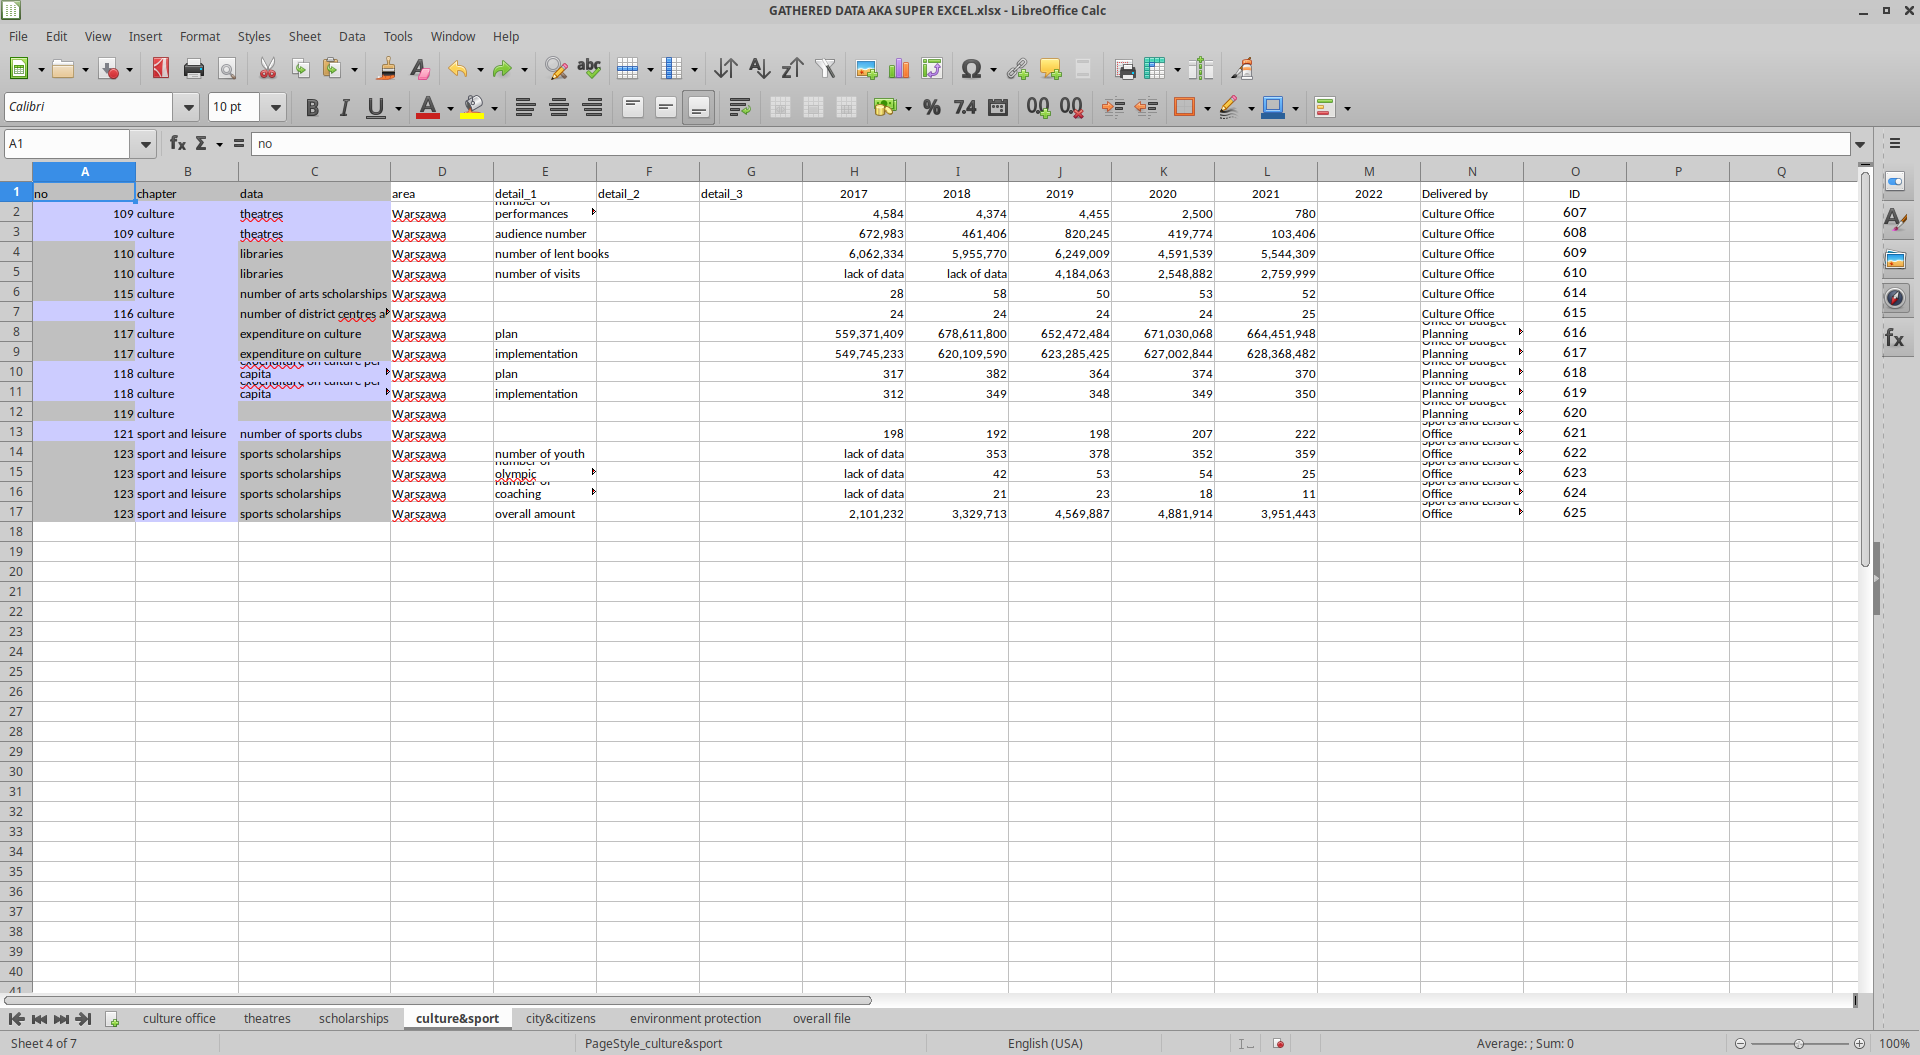 GATHERED DATA AKA SUPER EXCEL.xlsx - LibreOffice Calc
File Edit View Insert Format Styles Sheet Data Tools Window Help
Calibri 10 pt
A1 no
A B C D E F G H I J K L M N O P Q
1 no chapter data area detail_1 detail_2 detail_3 2017 2018 2019 2020 2021 2022 Delivered by ID
2 109 culture theatres Warszawa number of performances 4,584 4,374 4,455 2,500 780 Culture Office 607
3 109 culture theatres Warszawa audience number 672,983 461,406 820,245 419,774 103,406 Culture Office 608
4 110 culture libraries Warszawa number of lent books 6,062,334 5,955,770 6,249,009 4,591,539 5,544,309 Culture Office 609
5 110 culture libraries Warszawa number of visits lack of data lack of data 4,184,063 2,548,882 2,759,999 Culture Office 610
6 115 culture number of arts scholarships Warszawa 28 58 50 53 52 Culture Office 614
7 116 culture number of district centres a Warszawa 24 24 24 24 25 Culture Office 615
8 117 culture expenditure on culture Warszawa plan 559,371,409 678,611,800 652,472,484 671,030,068 664,451,948 Office of Budget Planning 616
9 117 culture expenditure on culture Warszawa implementation 549,745,233 620,109,590 623,285,425 627,002,844 628,368,482 Office of Budget Planning 617
10 118 culture on culture per capita Warszawa plan 317 382 364 374 370 Office of Budget Planning 618
11 118 culture on culture per capita Warszawa implementation 312 349 348 349 350 Office of Budget Planning 619
12 119 culture Warszawa Office of Budget Planning 620
13 121 sport and leisure number of sports clubs Warszawa 198 192 198 207 222 Sports and Leisure Office 621
14 123 sport and leisure sports scholarships Warszawa number of youth lack of data 353 378 352 359 Sports and Leisure Office 622
15 123 sport and leisure sports scholarships Warszawa number of olympic lack of data 42 53 54 25 Sports and Leisure Office 623
16 123 sport and leisure sports scholarships Warszawa number of coaching lack of data 21 23 18 11 Sports and Leisure Office 624
17 123 sport and leisure sports scholarships Warszawa overall amount 2,101,232 3,329,713 4,569,887 4,881,914 3,951,443 Sports and Leisure Office 625
18
19
20
21
22
23
24
25
26
27
28
29
30
31
32
33
34
35
36
37
38
39
40
41
culture office theatres scholarships culture&sport city&citizens environment protection overall file
Sheet 4 of 7 PageStyle_culture&sport English (USA) Average: ; Sum: 0 100%